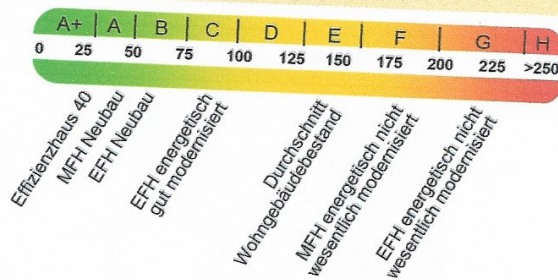 A+ A B C D E F G H
0 25 50 75 100 125 150 175 200 225 >250
Effizienzhaus 40
MFH Neubau
EFH Neubau
EFH energetisch
gut modernisiert
Durchschnitt
Wohngebäudebestand
MFH energetisch nicht
wesentlich modernisiert
EFH energetisch nicht
wesentlich modernisiert